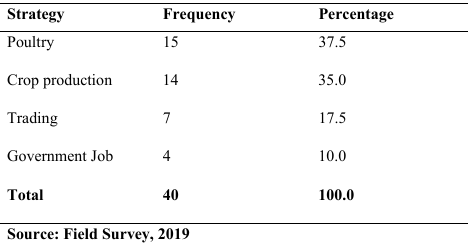 Strategy Frequency Percentage
Poultry 15 37.5
Crop production 14 35.0
Trading 7 17.5
Government Job 4 10.0
Total 40 100.0
Source: Field Survey, 2019